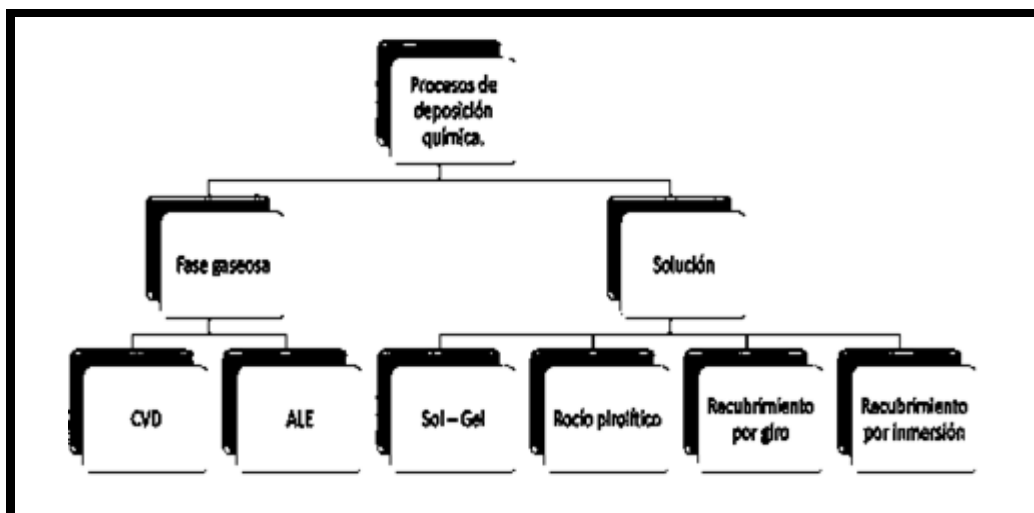 Procesos de
deposición
química.
Fase gaseosa
Solución
CVD
ALE
Sol – Gel
Rocío pirolítico
Recubrimiento
por giro
Recubrimiento
por inmersión